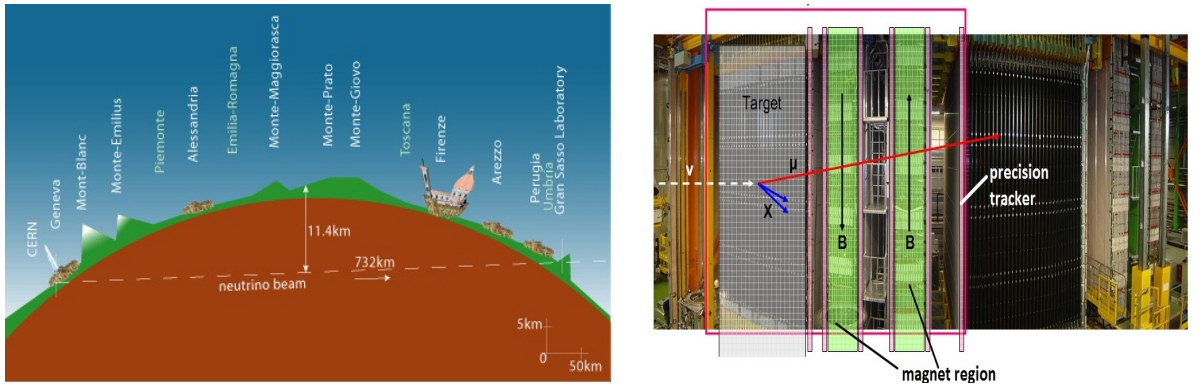 CERN
Geneva
Mont-Blanc
Monte-Emilius
Piemonte
Alessandria
Emilia-Romagna
Monte-Maggiorasca
Monte-Prato
Monte-Giovo
Toscana
Firenze
Arezzo
Perugia
Umbria
Gran Sasso Laboratory
11.4km
732km
neutrino beam
5km
0
50km
Target
ν
μ
X
B
B
precision
tracker
magnet region